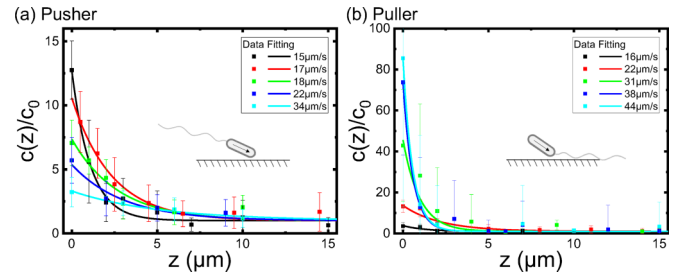 (a) Pusher
c(z)/c0
15
10
5
0
0
5
10
15
z (μm)
Data Fitting
15μm/s
17μm/s
18μm/s
22μm/s
34μm/s
(b) Puller
c(z)/c0
100
80
60
40
20
0
0
5
10
15
z (μm)
Data Fitting
16μm/s
22μm/s
31μm/s
38μm/s
44μm/s